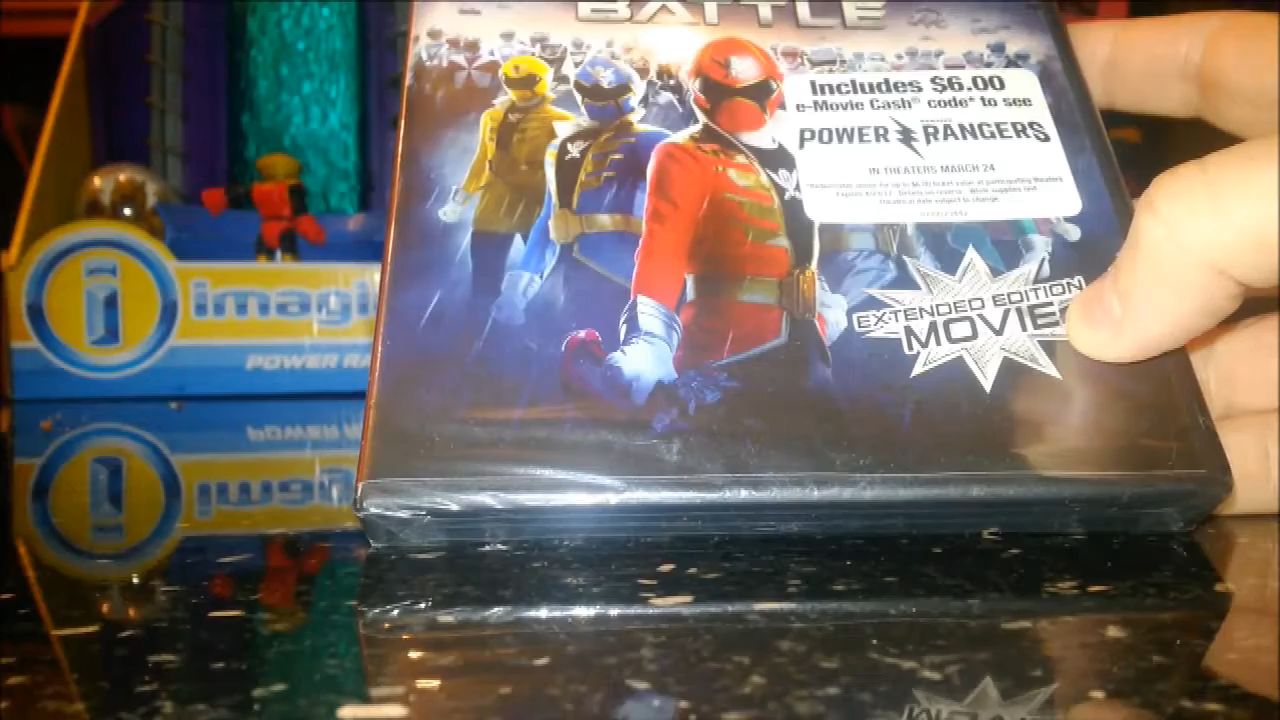 BATTLE
Includes $6.00
e-Movie Cash® code* to see
POWER RANGERS
IN THEATERS MARCH 24
EXTENDED EDITION
MOVIE
i
imagi
POWER RA